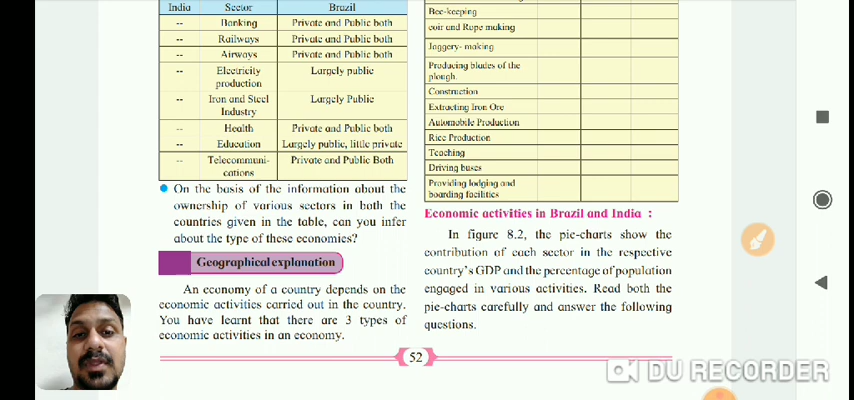 India Sector Brazil
-- Banking Private and Public both
-- Railways Private and Public both
-- Airways Private and Public both
-- Electricity production Largely public
-- Iron and Steel Industry Largely Public
-- Health Private and Public both
-- Education Largely public, little private
-- Telecommuni-cations Private and Public Both
On the basis of the information about the
ownership of various sectors in both the
countries given in the table, can you infer
about the type of these economies?
Geographical explanation
An economy of a country depends on the
economic activities carried out in the country.
You have learnt that there are 3 types of
economic activities in an economy.
Bee-keeping
coir and Rope making
Jaggery- making
Producing blades of the
plough.
Construction
Extracting Iron Ore
Automobile Production
Rice Production
Teaching
Driving buses
Providing lodging and
boarding facilities
Economic activities in Brazil and India :
In figure 8.2, the pie-charts show the
contribution of each sector in the respective
country's GDP and the percentage of population
engaged in various activities. Read both the
pie-charts carefully and answer the following
questions.
52
DU RECORDER